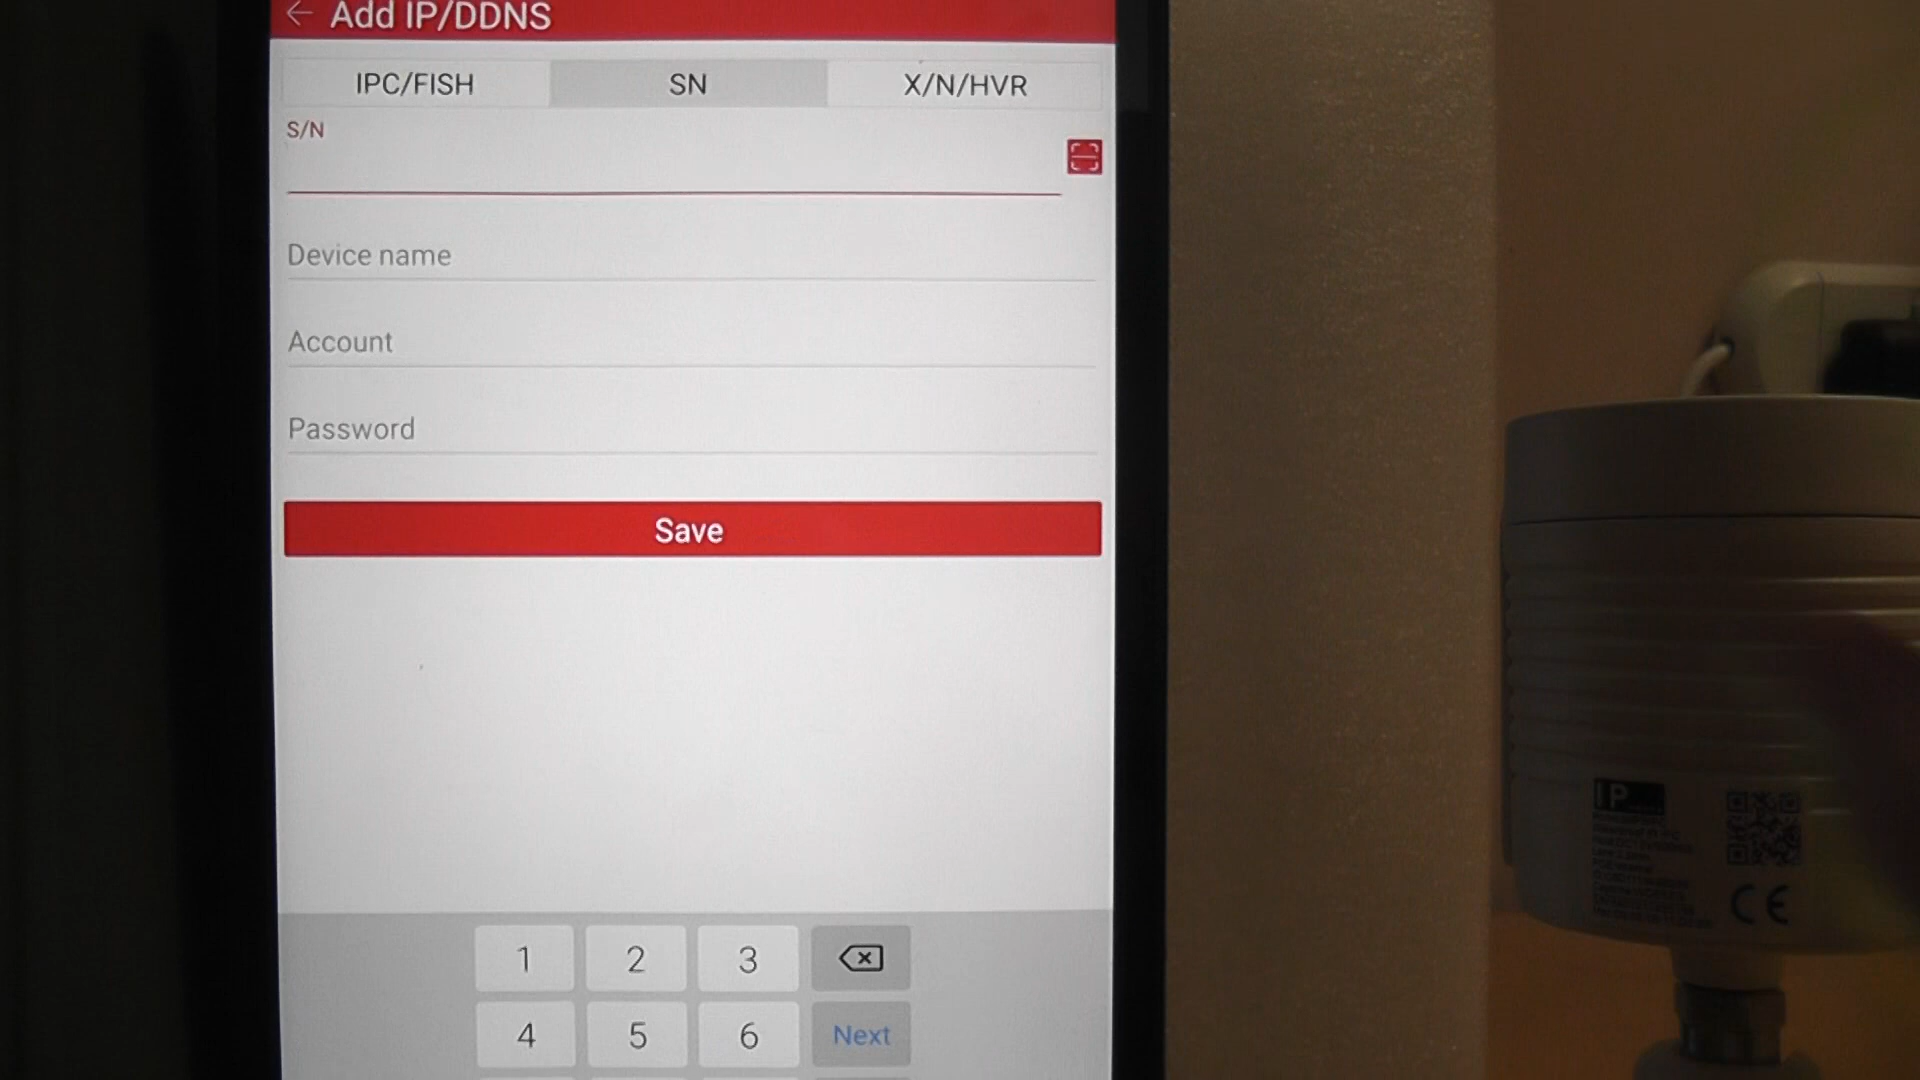 Add IP/DDNS
IPC/FISH
SN
X/N/HVR
S/N
Device name
Account
Password
Save
1
2
3
4
5
6
Next
IP
CE